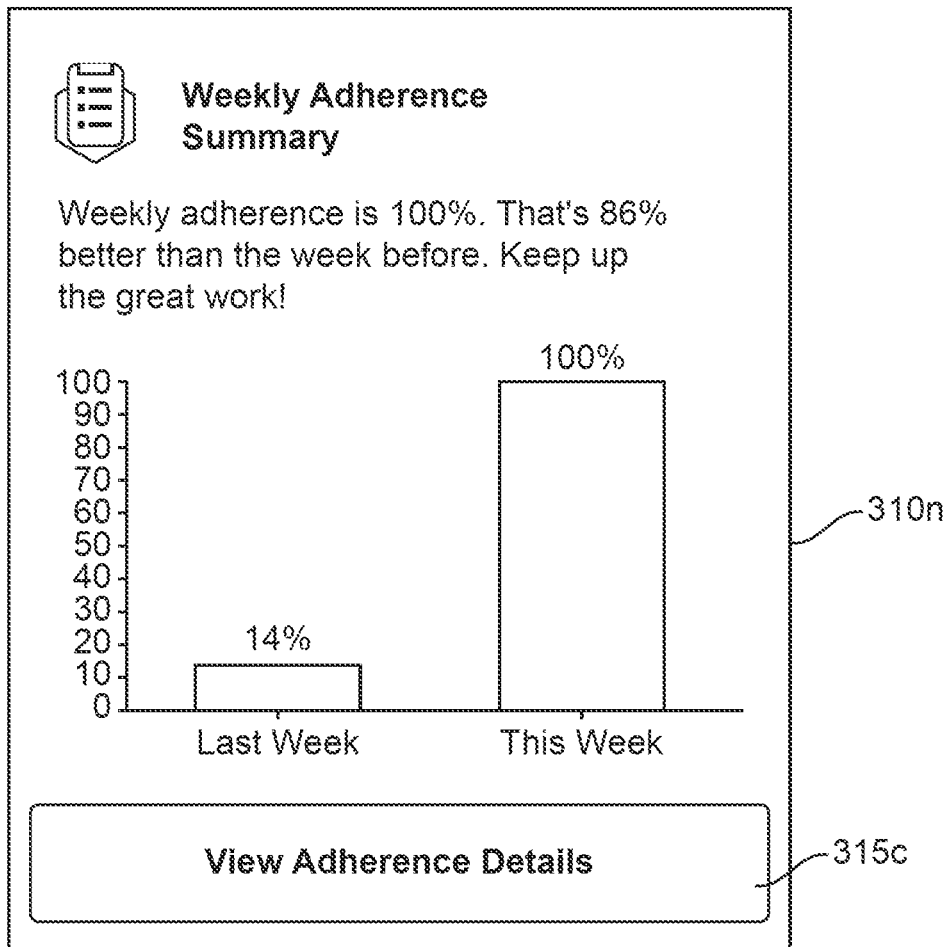 Weekly Adherence
Summary
Weekly adherence is 100%. That's 86%
better than the week before. Keep up
the great work!
100%
100
90
80
70
60
50
40
30
20
10
0
14%
Last Week This Week
310n
View Adherence Details
315c